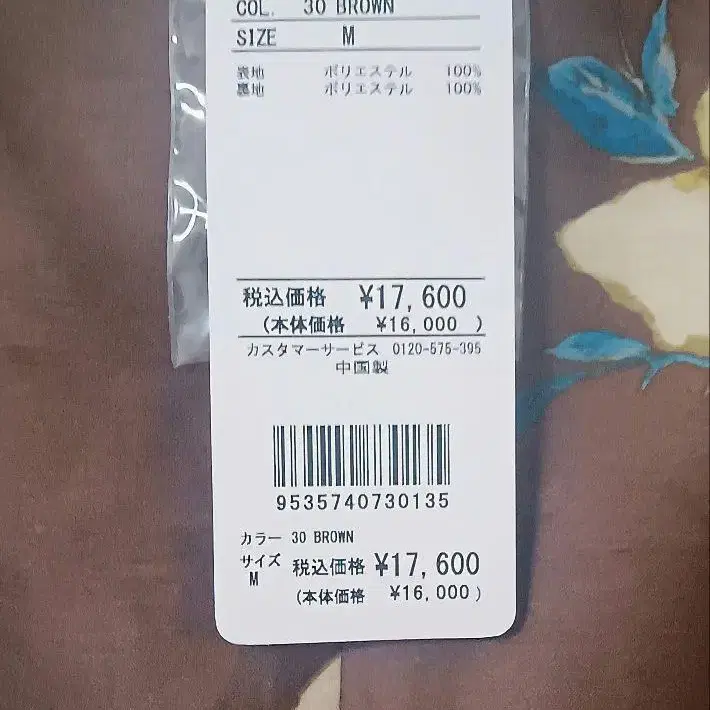 COL. 30 BROWN
SIZE M
表地 ポリエステル 100%
裏地 ポリエステル 100%
税込価格 ¥17,600
(本体価格 ¥16,000 )
カスタマーサービス 0120-575-395
中国製
9535740730135
カラー 30 BROWN
サイズ M 税込価格 ¥17,600
(本体価格 ¥16,000 )